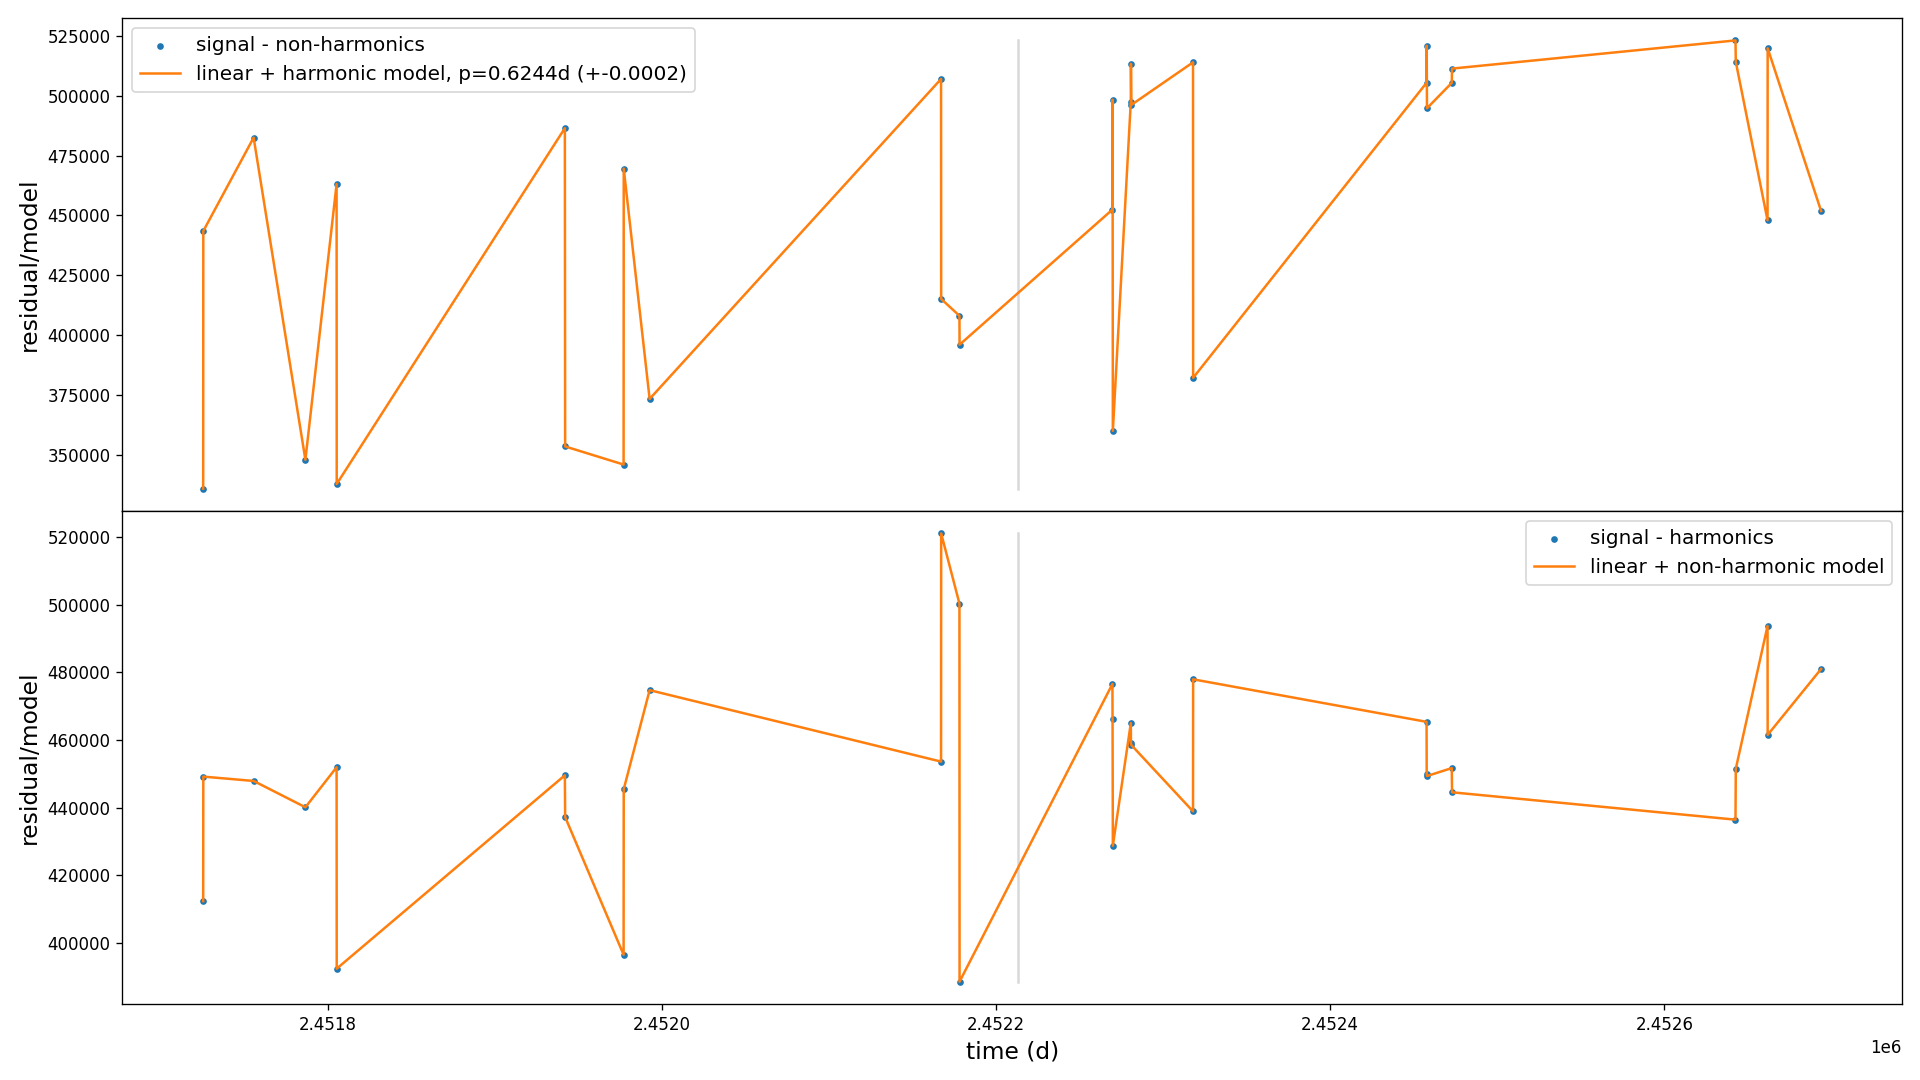 525000
500000
475000
450000
425000
400000
375000
350000
residual/model
signal - non-harmonics
linear + harmonic model, p=0.6244d (+-0.0002)
520000
500000
480000
460000
440000
420000
400000
residual/model
signal - harmonics
linear + non-harmonic model
2.4518
2.4520
2.4522
2.4524
2.4526
time (d)
1e6